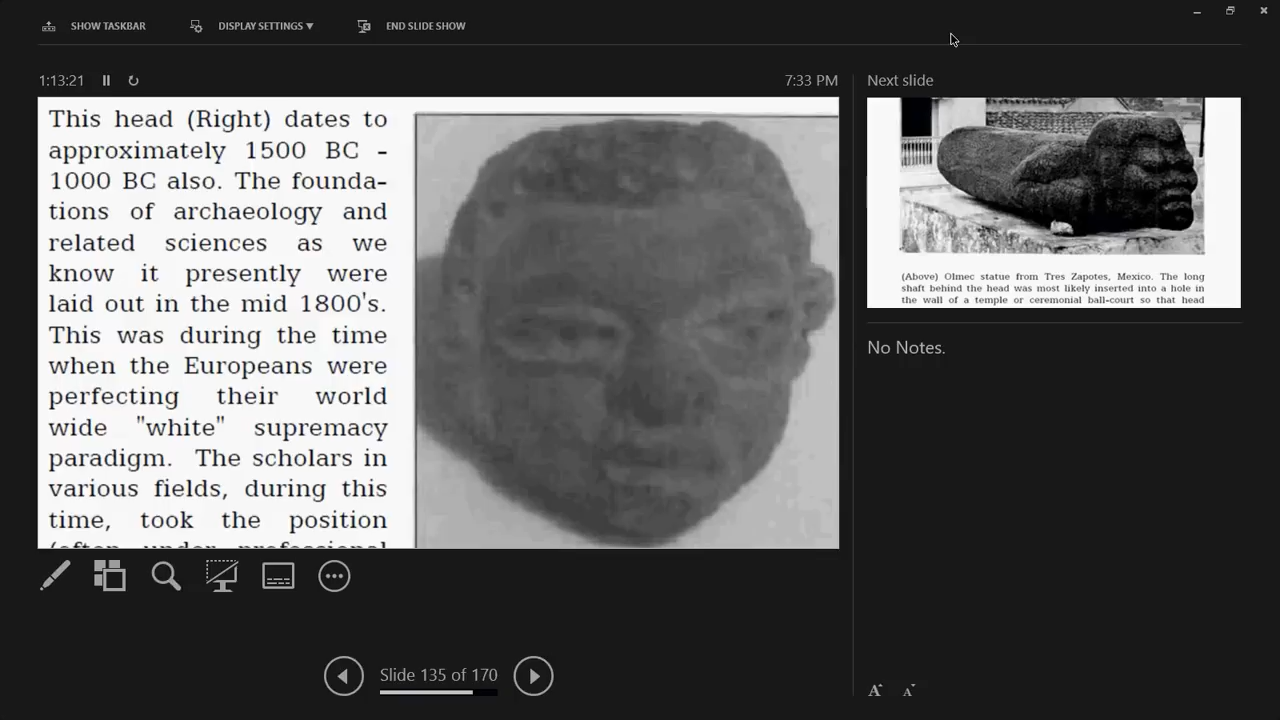 SHOW TASKBAR
DISPLAY SETTINGS ▼
END SLIDE SHOW
1:13:21
7:33 PM
Next slide
This head (Right) dates to
approximately 1500 BC -
1000 BC also. The founda-
tions of archaeology and
related sciences as we
know it presently were
laid out in the mid 1800's.
This was during the time
when the Europeans were
perfecting their world
wide "white" supremacy
paradigm. The scholars in
various fields, during this
time, took the position
(Above) Olmec statue from Tres Zapotes, Mexico. The long
shaft behind the head was most likely inserted into a hole in
the wall of a temple or ceremonial ball-court so that head
No Notes.
Slide 135 of 170
A A